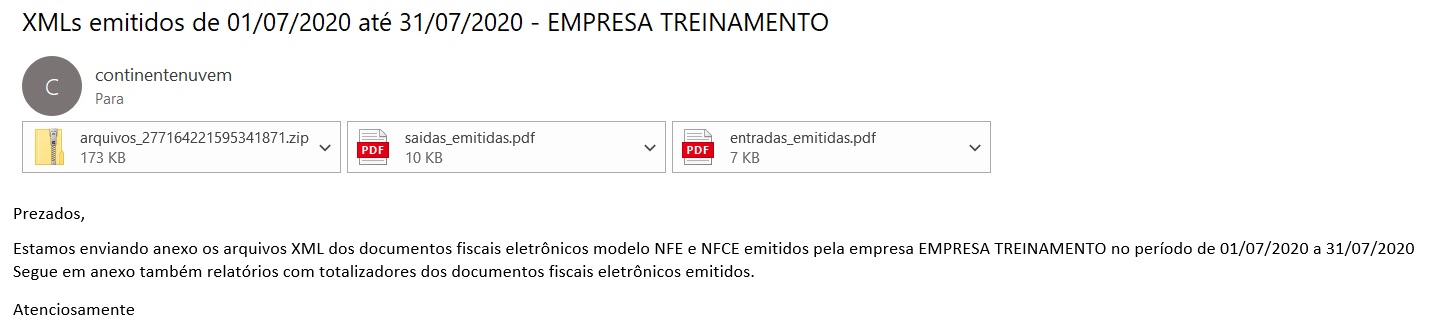 XMLs emitidos de 01/07/2020 até 31/07/2020 - EMPRESA TREINAMENTO
C
continentenuvem
Para
arquivos_277164221595341871.zip
173 KB
PDF
saidas_emitidas.pdf
10 KB
PDF
entradas_emitidas.pdf
7 KB
Prezados,
Estamos enviando anexo os arquivos XML dos documentos fiscais eletrônicos modelo NFE e NFCE emitidos pela empresa EMPRESA TREINAMENTO no período de 01/07/2020 a 31/07/2020
Segue em anexo também relatórios com totalizadores dos documentos fiscais eletrônicos emitidos.
Atenciosamente